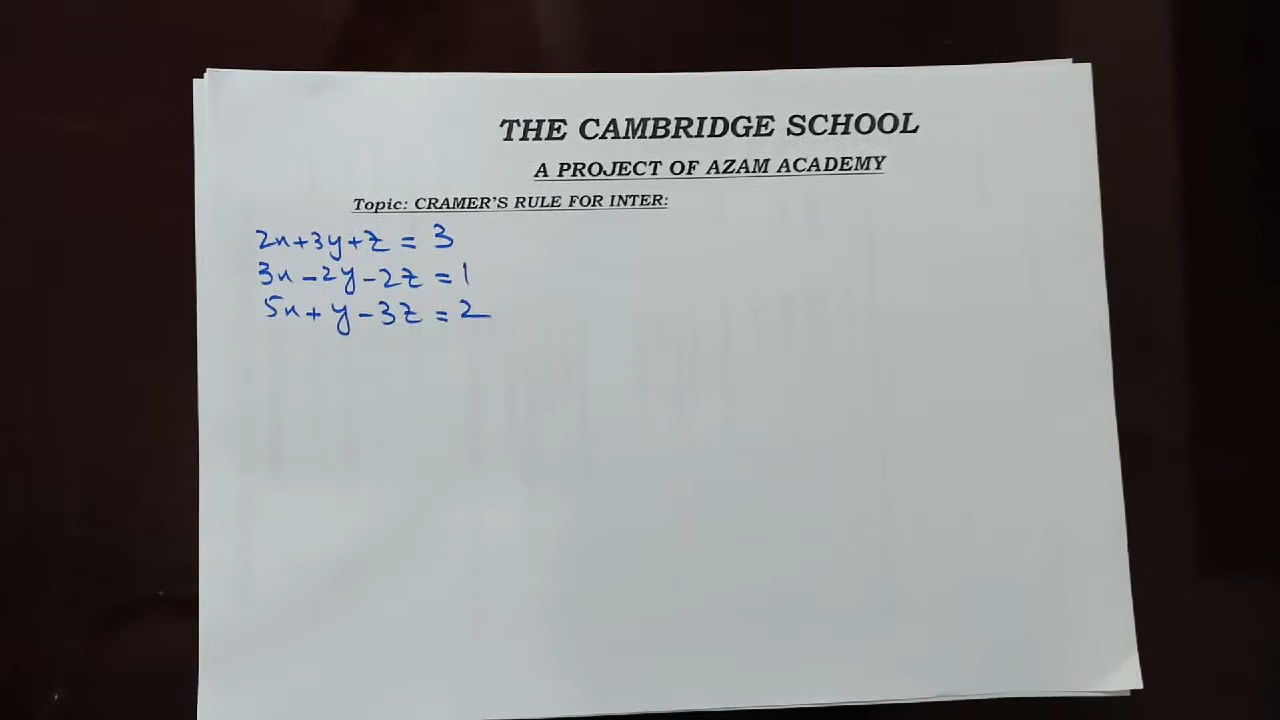 THE CAMBRIDGE SCHOOL
A PROJECT OF AZAM ACADEMY
Topic: CRAMER'S RULE FOR INTER:
2x+3y+z = 3
3x-2y-2z = 1
5x+y-3z = 2